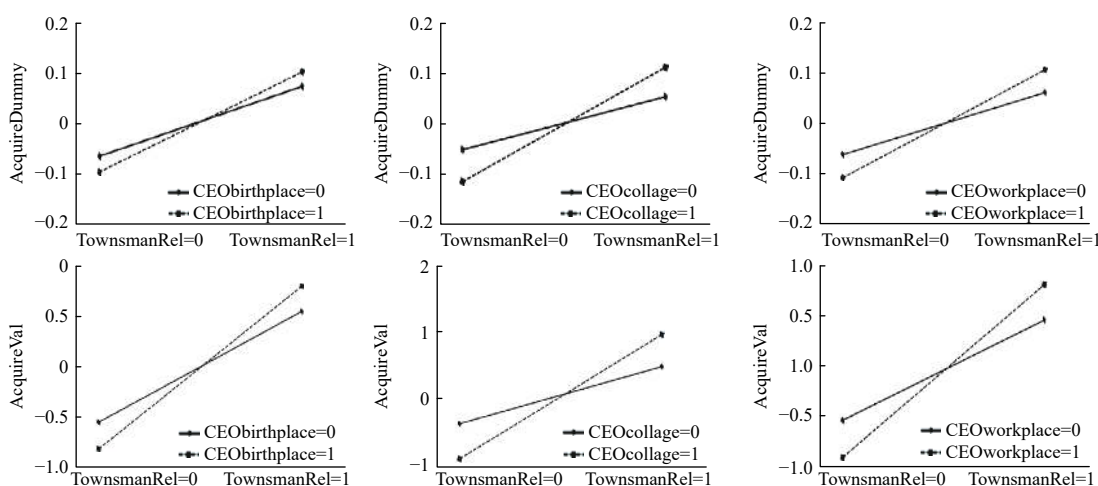 AcquireDummy
0.2
0.1
0
−0.1
−0.2
CEObirthplace=0
CEObirthplace=1
TownsmanRel=0 TownsmanRel=1
AcquireDummy
0.2
0.1
0
−0.1
−0.2
CEOcollage=0
CEOcollage=1
TownsmanRel=0 TownsmanRel=1
AcquireDummy
0.2
0.1
0
−0.1
−0.2
CEOworkplace=0
CEOworkplace=1
TownsmanRel=0 TownsmanRel=1
AcquireVal
0
0.5
0
−0.5
−1.0
CEObirthplace=0
CEObirthplace=1
TownsmanRel=0 TownsmanRel=1
AcquireVal
2
1
0
−1
CEOcollage=0
CEOcollage=1
TownsmanRel=0 TownsmanRel=1
AcquireVal
1.0
0.5
1.0
−0.5
−1.0
CEOworkplace=0
CEOworkplace=1
TownsmanRel=0 TownsmanRel=1